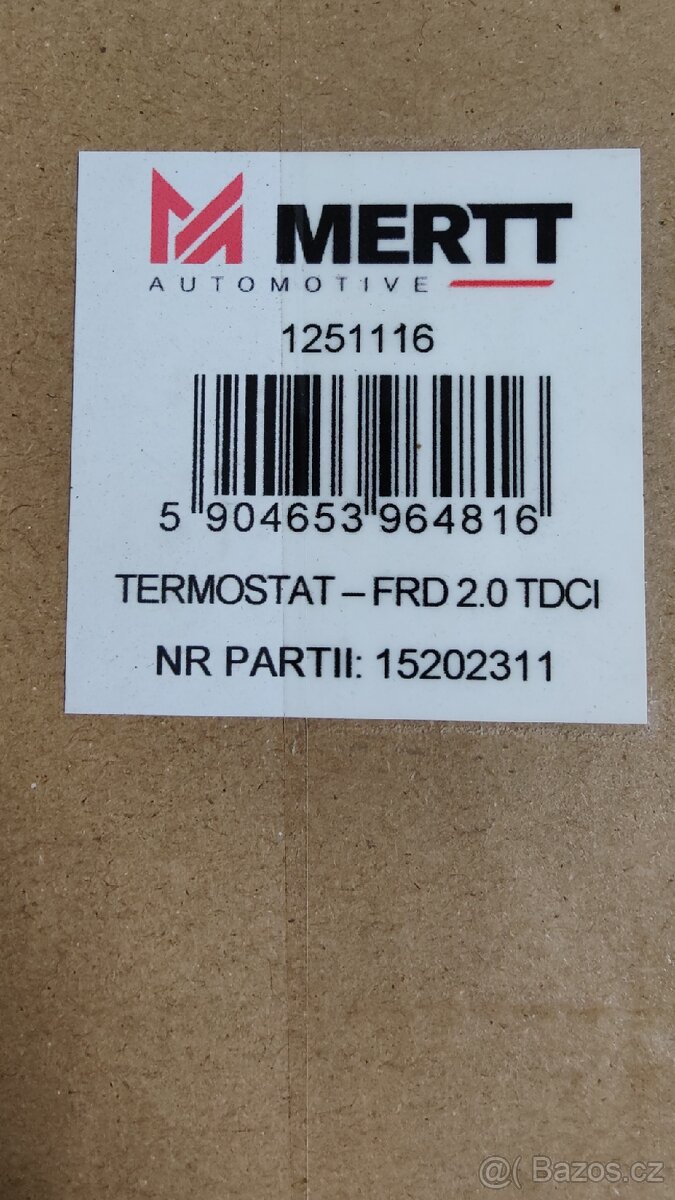 MERTT
AUTOMOTIVE
1251116
5 904653 964816
TERMOSTAT – FRD 2.0 TDCI
NR PARTII: 15202311
@( Bazos.cz